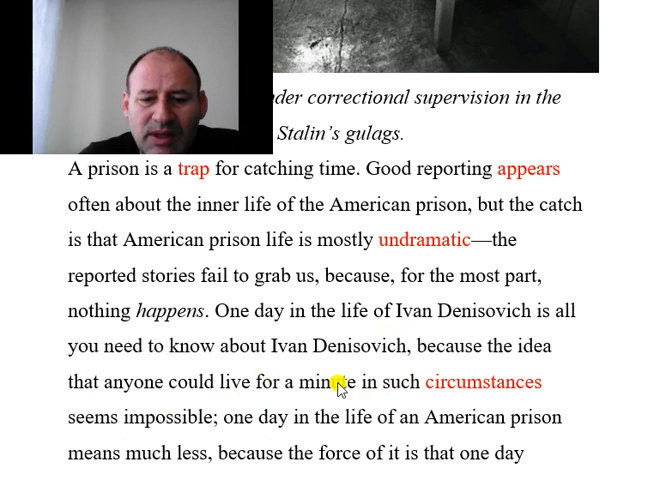 nder correctional supervision in the
Stalin’s gulags.
A prison is a trap for catching time. Good reporting appears
often about the inner life of the American prison, but the catch
is that American prison life is mostly undramatic—the
reported stories fail to grab us, because, for the most part,
nothing happens. One day in the life of Ivan Denisovich is all
you need to know about Ivan Denisovich, because the idea
that anyone could live for a minute in such circumstances
seems impossible; one day in the life of an American prison
means much less, because the force of it is that one day